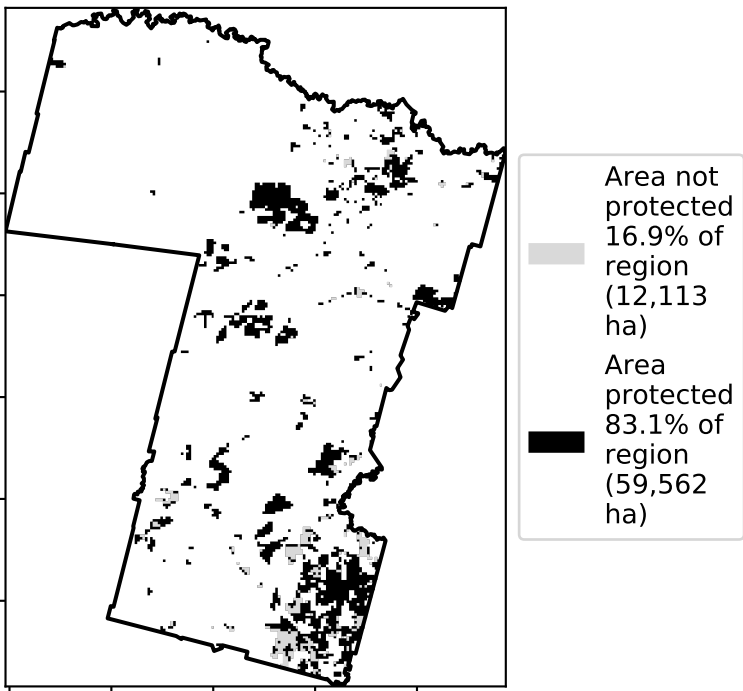 Area not
protected
16.9% of
region
(12,113
ha)
Area
protected
83.1% of
region
(59,562
ha)